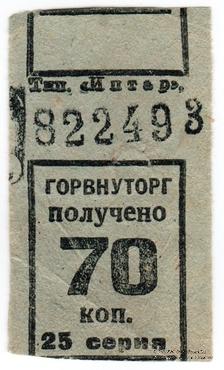 Тип. „Интер",
822493
ГОРВНУТОРГ
получено
70
коп.
25 серия